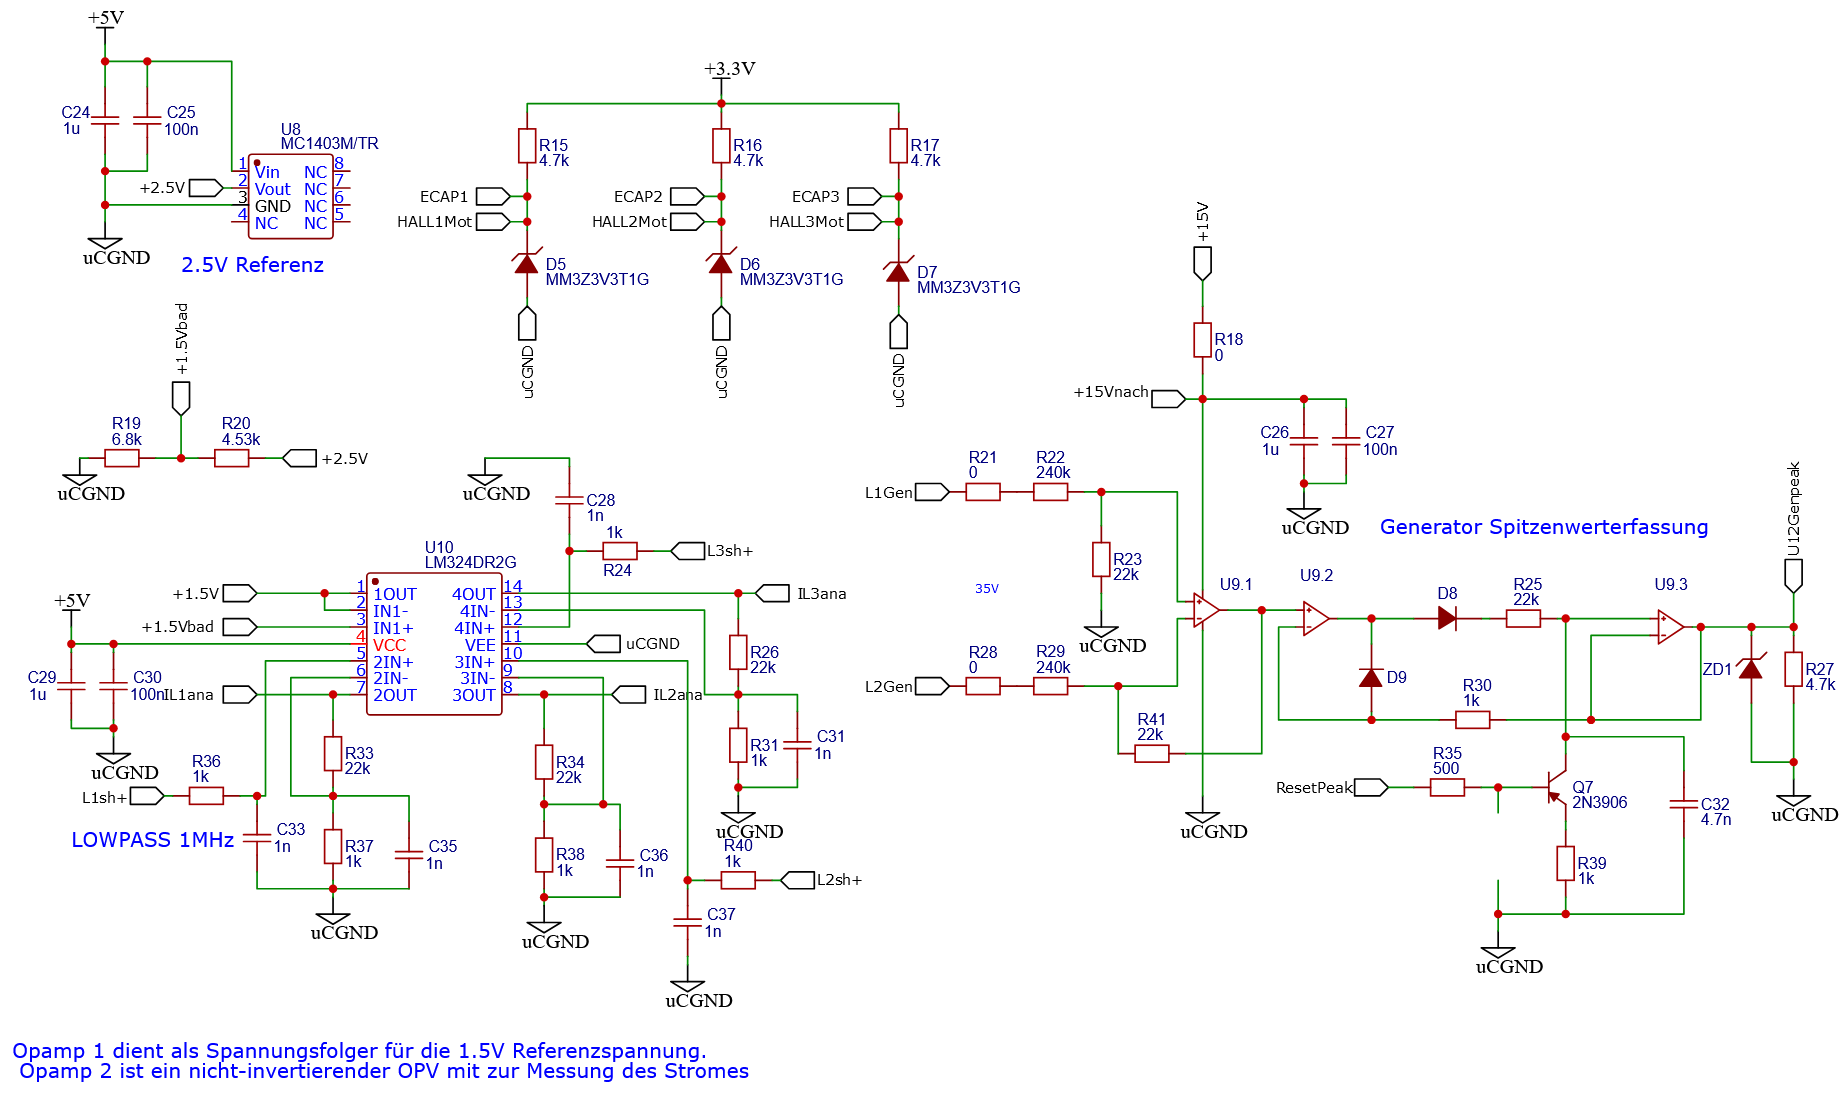 +5V
C24
1u
C25
100n
U8
MC1403M/TR
1
2
3
4
Vin
Vout
GND
NC
NC
NC
NC
NC
8
7
6
5
+2.5V
uCGND
2.5V Referenz
+3.3V
R15
4.7k
R16
4.7k
R17
4.7k
ECAP1
HALL1Mot
ECAP2
HALL2Mot
ECAP3
HALL3Mot
D5
MM3Z3V3T1G
D6
MM3Z3V3T1G
D7
MM3Z3V3T1G
uCGND
uCGND
uCGND
+1.5Vbad
R19
6.8k
R20
4.53k
+2.5V
uCGND
+15V
R18
0
+15Vnach
C26
1u
C27
100n
uCGND
Generator Spitzenwerterfassung
uCGND
C28
1n
1k
R24
L3sh+
U10
LM324DR2G
1
2
3
4
5
6
7
1OUT
IN1-
IN1+
VCC
2IN+
2IN-
2OUT
4OUT
4IN-
4IN+
VEE
3IN+
3IN-
3OUT
14
13
12
11
10
9
8
+1.5V
+1.5Vbad
+5V
C29
1u
C30
100n
IL1ana
uCGND
IL3ana
uCGND
IL2ana
R26
22k
R31
1k
C31
1n
uCGND
R36
1k
L1sh+
LOWPASS 1MHz
C33
1n
R33
22k
R37
1k
C35
1n
uCGND
R34
22k
R38
1k
C36
1n
uCGND
R40
1k
L2sh+
C37
1n
uCGND
L1Gen
R21
0
R22
240k
R23
22k
uCGND
35V
L2Gen
R28
0
R29
240k
R41
22k
U9.1
uCGND
U9.2
D8
R25
22k
D9
R30
1k
U9.3
U12Genpeak
ZD1
R27
4.7k
uCGND
ResetPeak
R35
500
Q7
2N3906
R39
1k
C32
4.7n
uCGND
Opamp 1 dient als Spannungsfolger für die 1.5V Referenzspannung.
Opamp 2 ist ein nicht-invertierender OPV mit zur Messung des Stromes